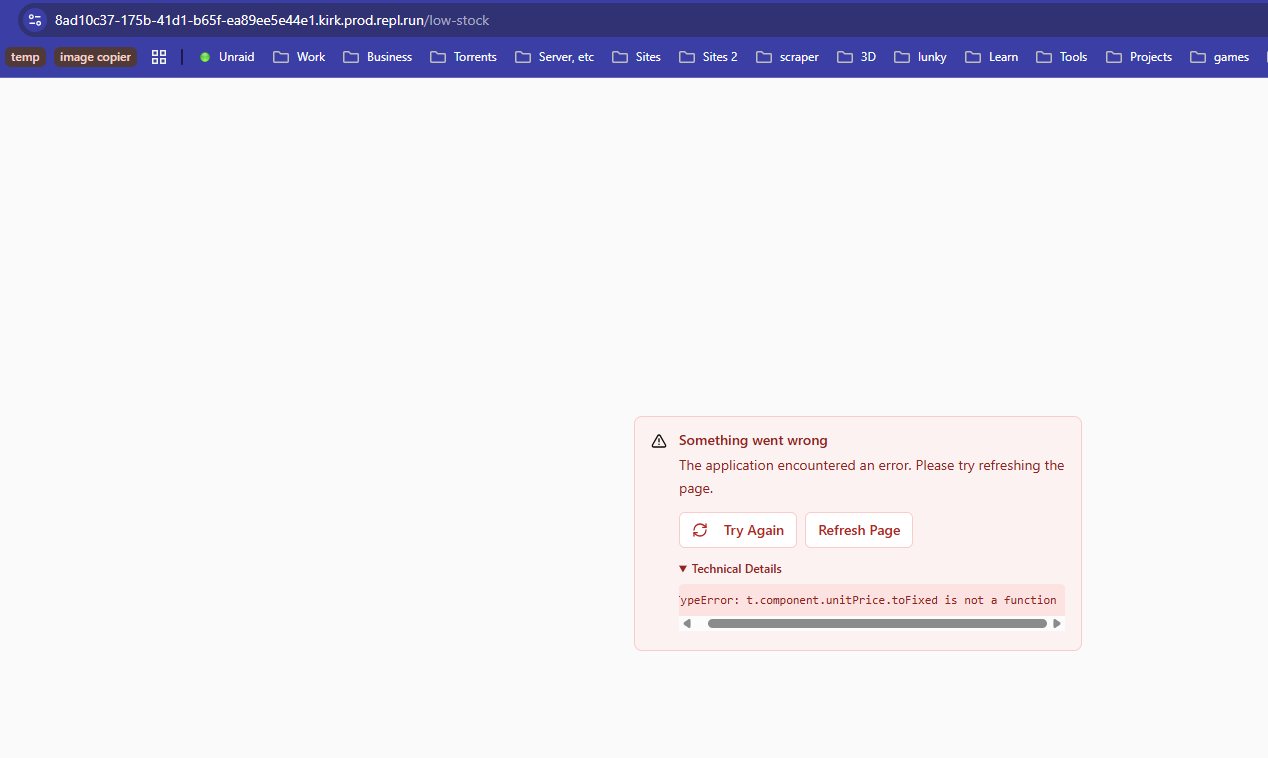 8ad10c37-175b-41d1-b65f-ea89ee5e44e1.kirk.prod.repl.run/low-stock
temp image copier Unraid Work Business Torrents Server, etc Sites Sites 2 scraper 3D lunky Learn Tools Projects games
Something went wrong
The application encountered an error. Please try refreshing the
page.
Try Again Refresh Page
▼ Technical Details
ypeError: t.component.unitPrice.toFixed is not a function